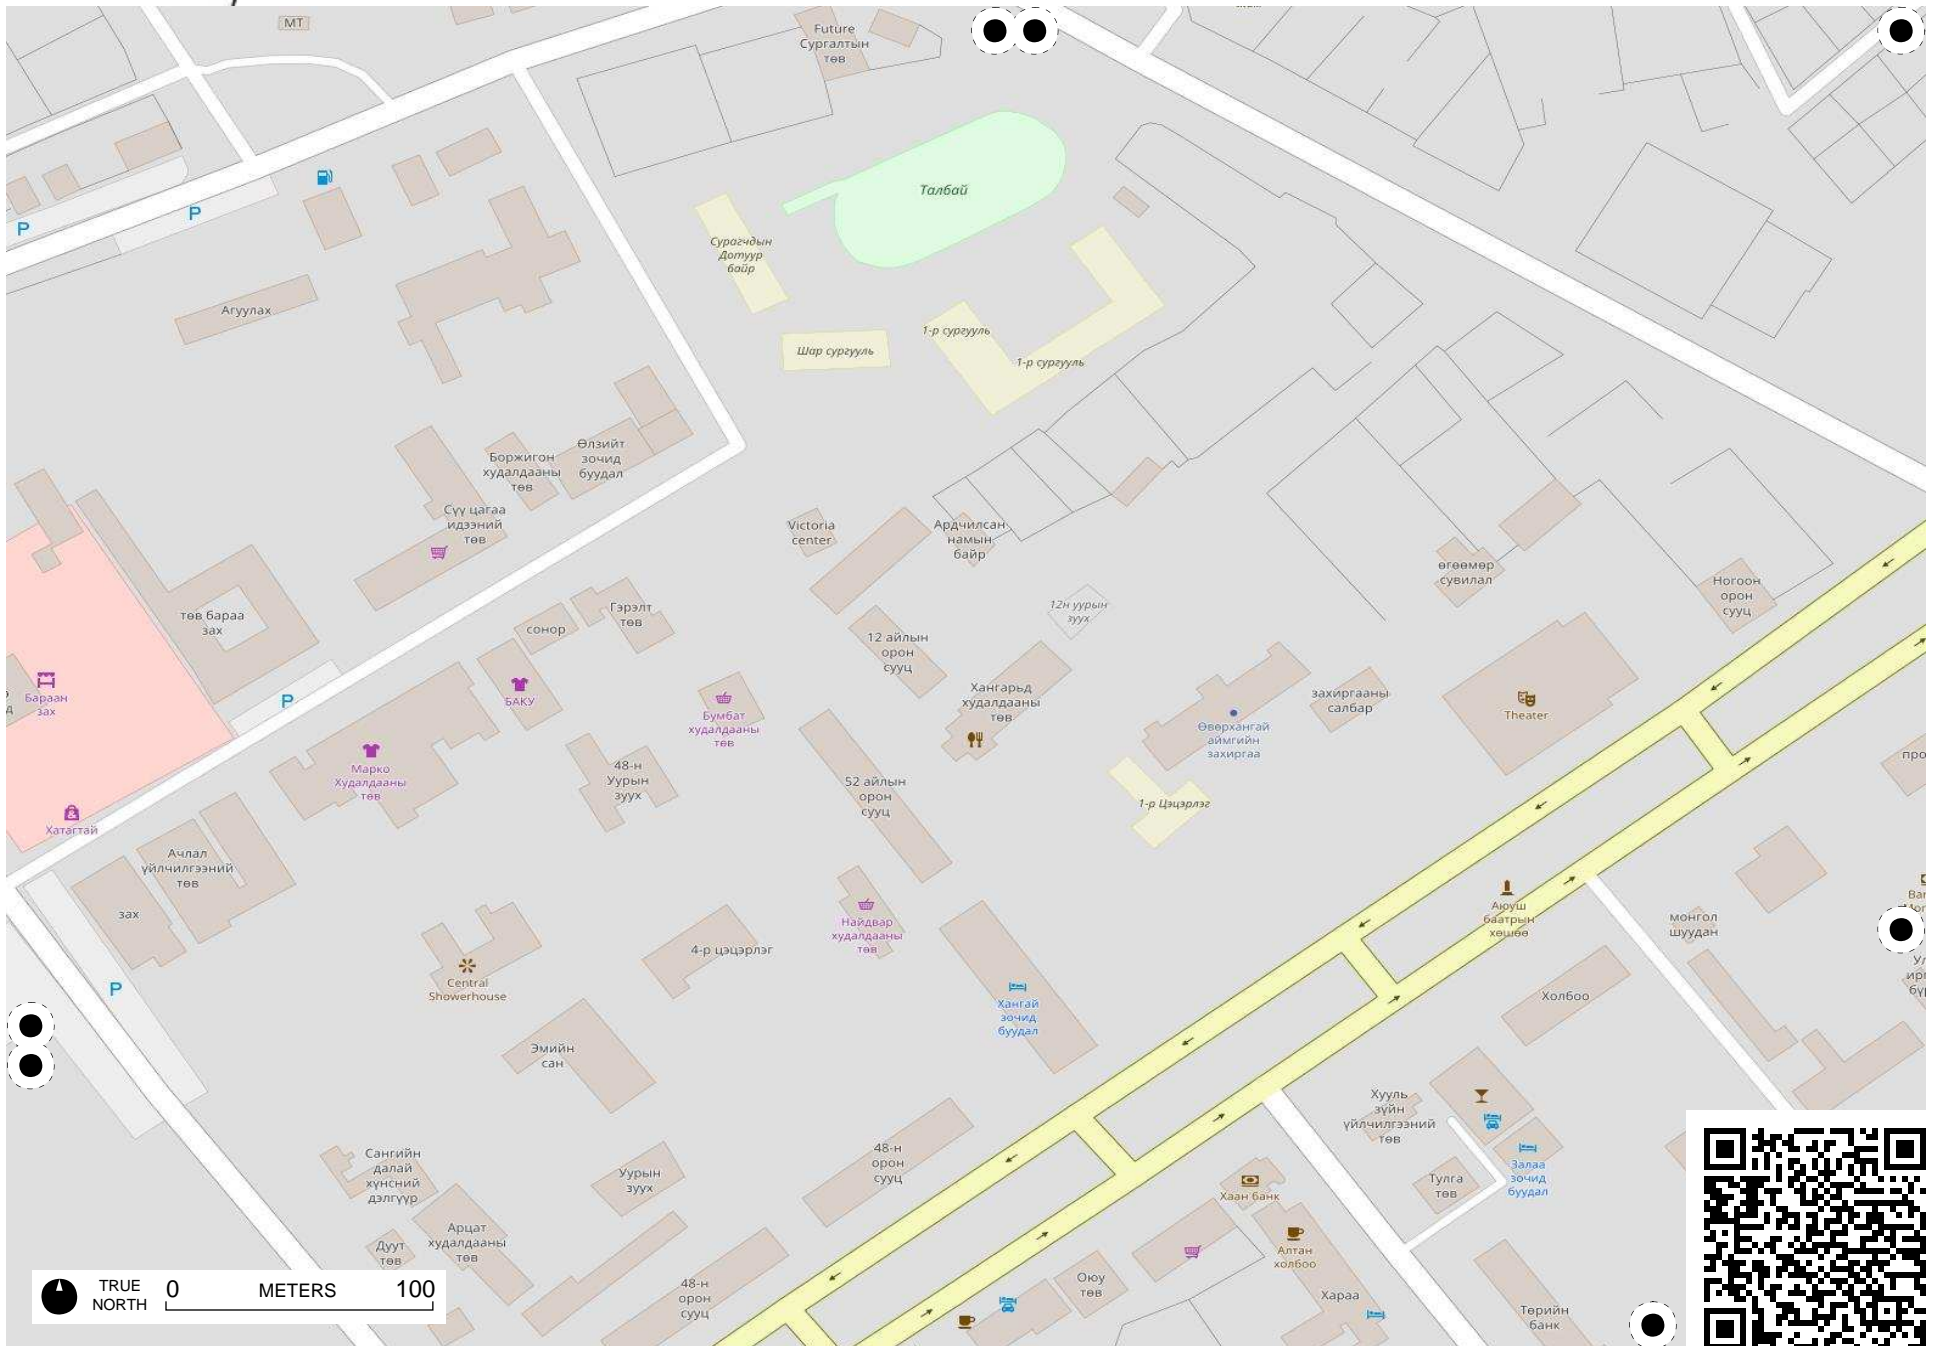 МТ
Future
Сургалтын
төв
Талбай
P
P
Сурагчдын
Дотуур
байр
Агуулах
1-р сургууль
Шар сургууль
1-р сургууль
Өлзийт
зочид
буудал
Боржигон
худалдааны
төв
Сүү цагаа
идээний
төв
Victoria
center
Ардчилсан
намын
байр
өгөөмөр
сувилал
Ногоон
орон
сууц
төв бараа
зах
Гэрэлт
төв
сонор
12н уурын
зуух
12 айлын
орон
сууц
Бараан
зах
P
БАКУ
Бумбат
худалдааны
төв
Хангарьд
худалдааны
төв
захиргааны
салбар
Өвөрхангай
аймгийн
захиргаа
Theater
Марко
Худалдааны
төв
48-н
Уурын
зуух
52 айлын
орон
сууц
1-р Цэцэрлэг
Хатагтай
Ачлал
үйлчилгээний
төв
зах
Найдвар
худалдааны
төв
Аюуш
баатрын
хөшөө
монгол
шуудан
4-р цэцэрлэг
Central
Showerhouse
P
Хангай
зочид
буудал
Холбоо
Эмийн
сан
Хууль
зүйн
үйлчилгээний
төв
48-н
орон
сууц
Сангийн
далай
хүнсний
дэлгүүр
Уурын
зуух
Тулга
төв
Залаа
зочид
буудал
Хаан банк
Арцат
худалдааны
төв
Дуут
төв
Алтан
холбоо
Оюу
төв
48-н
орон
сууц
Хараа
Төрийн
банк
TRUE
NORTH
0 METERS 100